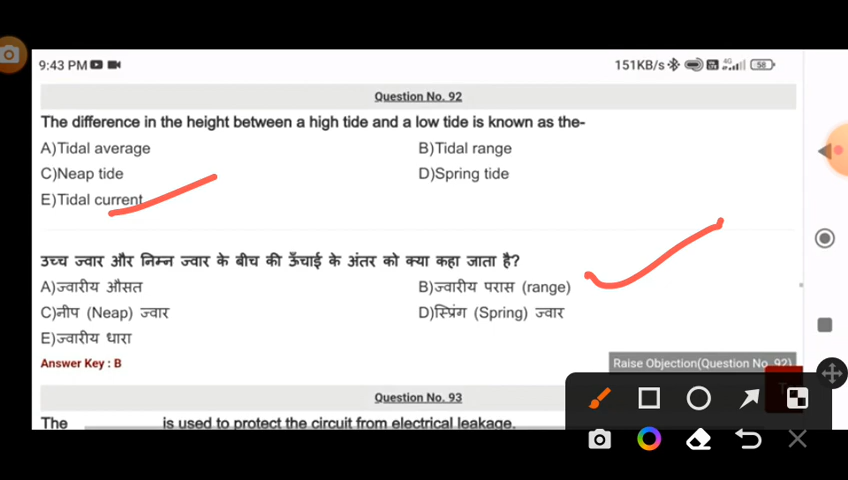 9:43 PM
151KB/s 4G 58
Question No. 92
The difference in the height between a high tide and a low tide is known as the-
A)Tidal average
B)Tidal range
C)Neap tide
D)Spring tide
E)Tidal current
उच्च ज्वार और निम्न ज्वार के बीच की ऊँचाई के अंतर को क्या कहा जाता है?
A)ज्वारीय औसत
B)ज्वारीय परास (range)
C)नीप (Neap) ज्वार
D)स्प्रिंग (Spring) ज्वार
E)ज्वारीय धारा
Answer Key : B
Raise Objection(Question No. 92)
Question No. 93
The ________ is used to protect the circuit from electrical leakage.